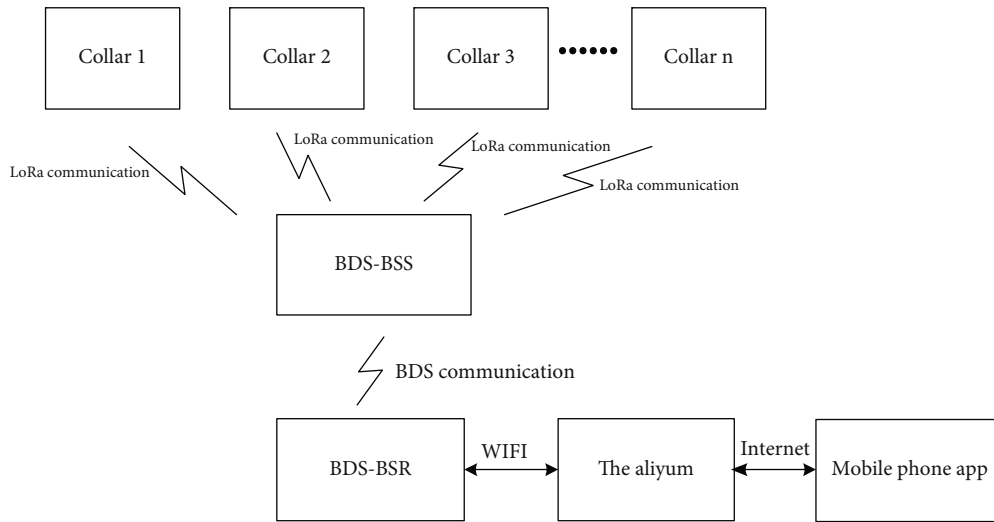 Collar 1
Collar 2
Collar 3
Collar n
LoRa communication
LoRa communication
LoRa communication
LoRa communication
BDS-BSS
BDS communication
BDS-BSR
WIFI
The aliyum
Internet
Mobile phone app